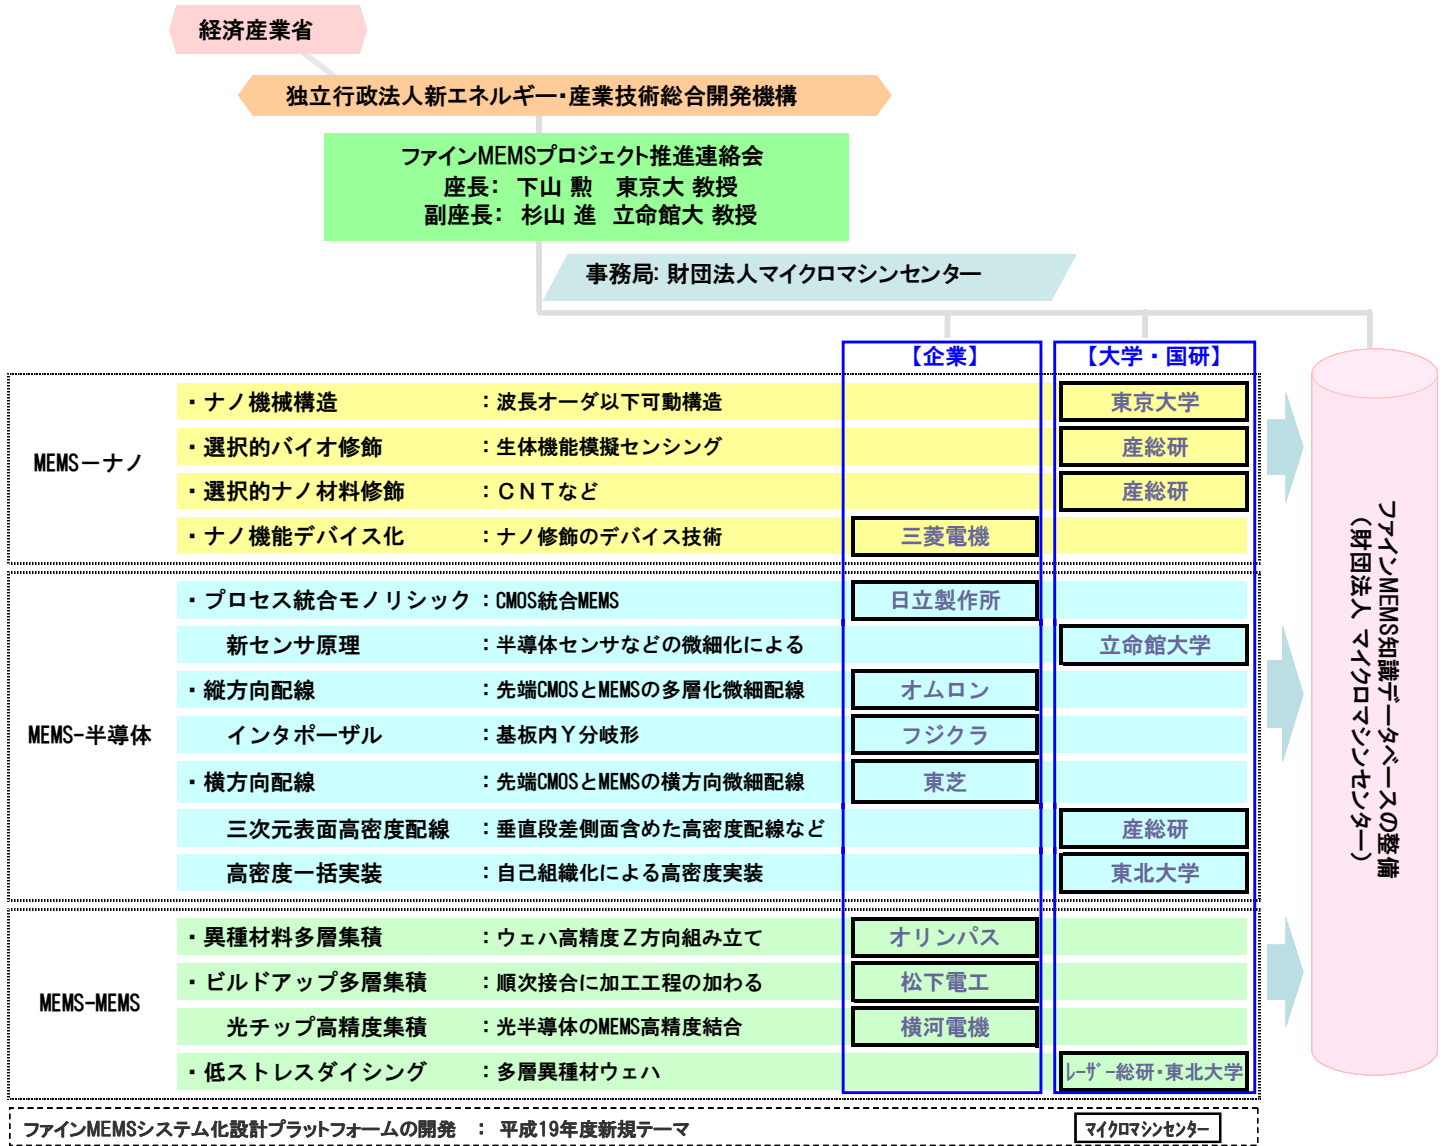 経済産業省
独立行政法人新エネルギー・産業技術総合開発機構
ファインMEMSプロジェクト推進連絡会
座長： 下山 勲　東京大 教授
副座長： 杉山 進　立命館大 教授
事務局: 財団法人マイクロマシンセンター
【企業】 【大学・国研】
MEMS－ナノ
・ナノ機械構造 ：波長オーダ以下可動構造 東京大学
・選択的バイオ修飾 ：生体機能模擬センシング 産総研
・選択的ナノ材料修飾 ：ＣＮＴなど 産総研
・ナノ機能デバイス化 ：ナノ修飾のデバイス技術 三菱電機
MEMS-半導体
・プロセス統合モノリシック ：CMOS統合MEMS 日立製作所
新センサ原理 ：半導体センサなどの微細化による 立命館大学
・縦方向配線 ：先端CMOSとMEMSの多層化微細配線 オムロン
インタポーザル ：基板内Ｙ分岐形 フジクラ
・横方向配線 ：先端CMOSとMEMSの横方向微細配線 東芝
三次元表面高密度配線 ：垂直段差側面含めた高密度配線など 産総研
高密度一括実装 ：自己組織化による高密度実装 東北大学
MEMS-MEMS
・異種材料多層集積 ：ウェハ高精度Ｚ方向組み立て オリンパス
・ビルドアップ多層集積 ：順次接合に加工工程の加わる 松下電工
光チップ高精度集積 ：光半導体のMEMS高精度結合 横河電機
・低ストレスダイシング ：多層異種材ウェハ ﾚｰｻﾞｰ総研・東北大学
ファインMEMSシステム化設計プラットフォームの開発 ： 平成19年度新規テーマ マイクロマシンセンター
ファインMEMS知識データベースの整備
（財団法人 マイクロマシンセンター）